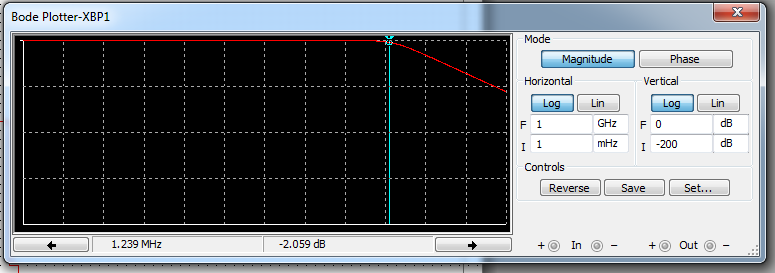 Bode Plotter-XBP1
Mode
Magnitude Phase
Horizontal Vertical
Log Lin Log Lin
F 1 GHz F 0 dB
I 1 mHz I -200 dB
Controls
Reverse Save Set...
1.239 MHz -2.059 dB
+ In - + Out -